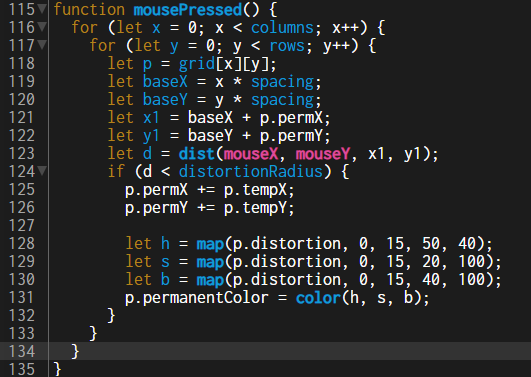 115 function mousePressed() {
116   for (let x = 0; x < columns; x++) {
117     for (let y = 0; y < rows; y++) {
118       let p = grid[x][y];
119       let baseX = x * spacing;
120       let baseY = y * spacing;
121       let x1 = baseX + p.permX;
122       let y1 = baseY + p.permY;
123       let d = dist(mouseX, mouseY, x1, y1);
124       if (d < distortionRadius) {
125         p.permX += p.tempX;
126         p.permY += p.tempY;
127
128         let h = map(p.distortion, 0, 15, 50, 40);
129         let s = map(p.distortion, 0, 15, 20, 100);
130         let b = map(p.distortion, 0, 15, 40, 100);
131         p.permanentColor = color(h, s, b);
132       }
133     }
134   }
135 }